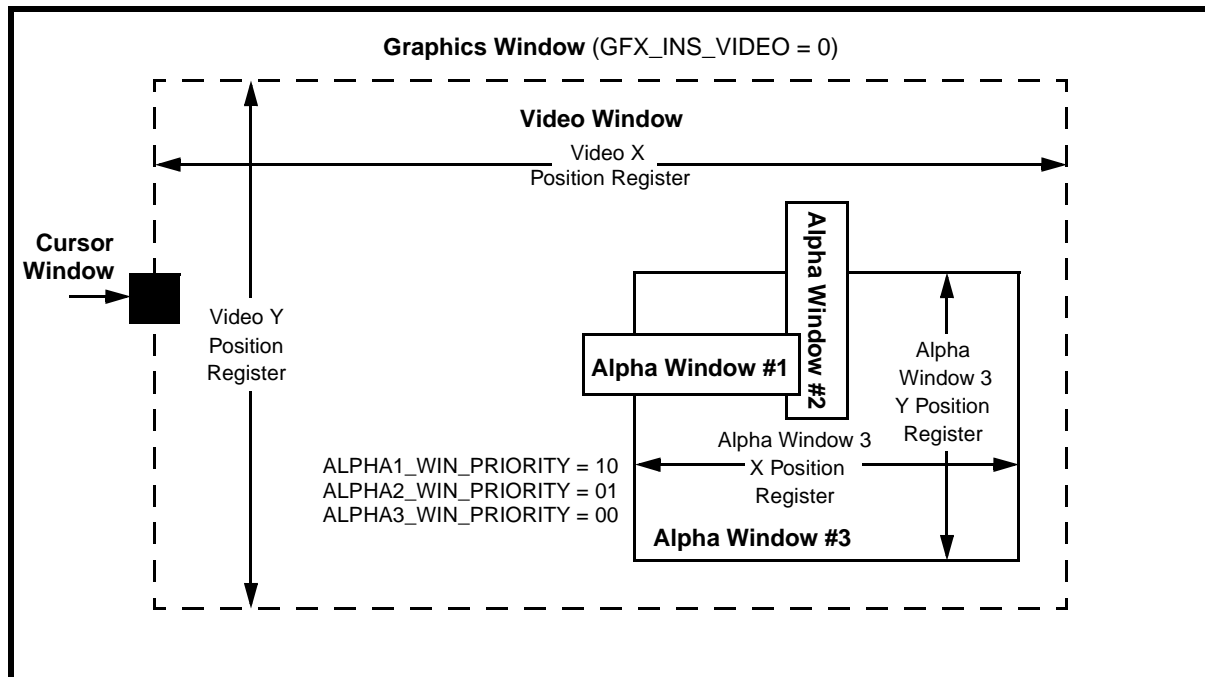 Graphics Window (GFX_INS_VIDEO = 0)
Video Window
Video X
Position Register
Cursor
Window
Video Y
Position
Register
Alpha Window #1
Alpha Window #2
Alpha
Window 3
Y Position
Register
Alpha Window 3
X Position
Register
ALPHA1_WIN_PRIORITY = 10
ALPHA2_WIN_PRIORITY = 01
ALPHA3_WIN_PRIORITY = 00
Alpha Window #3